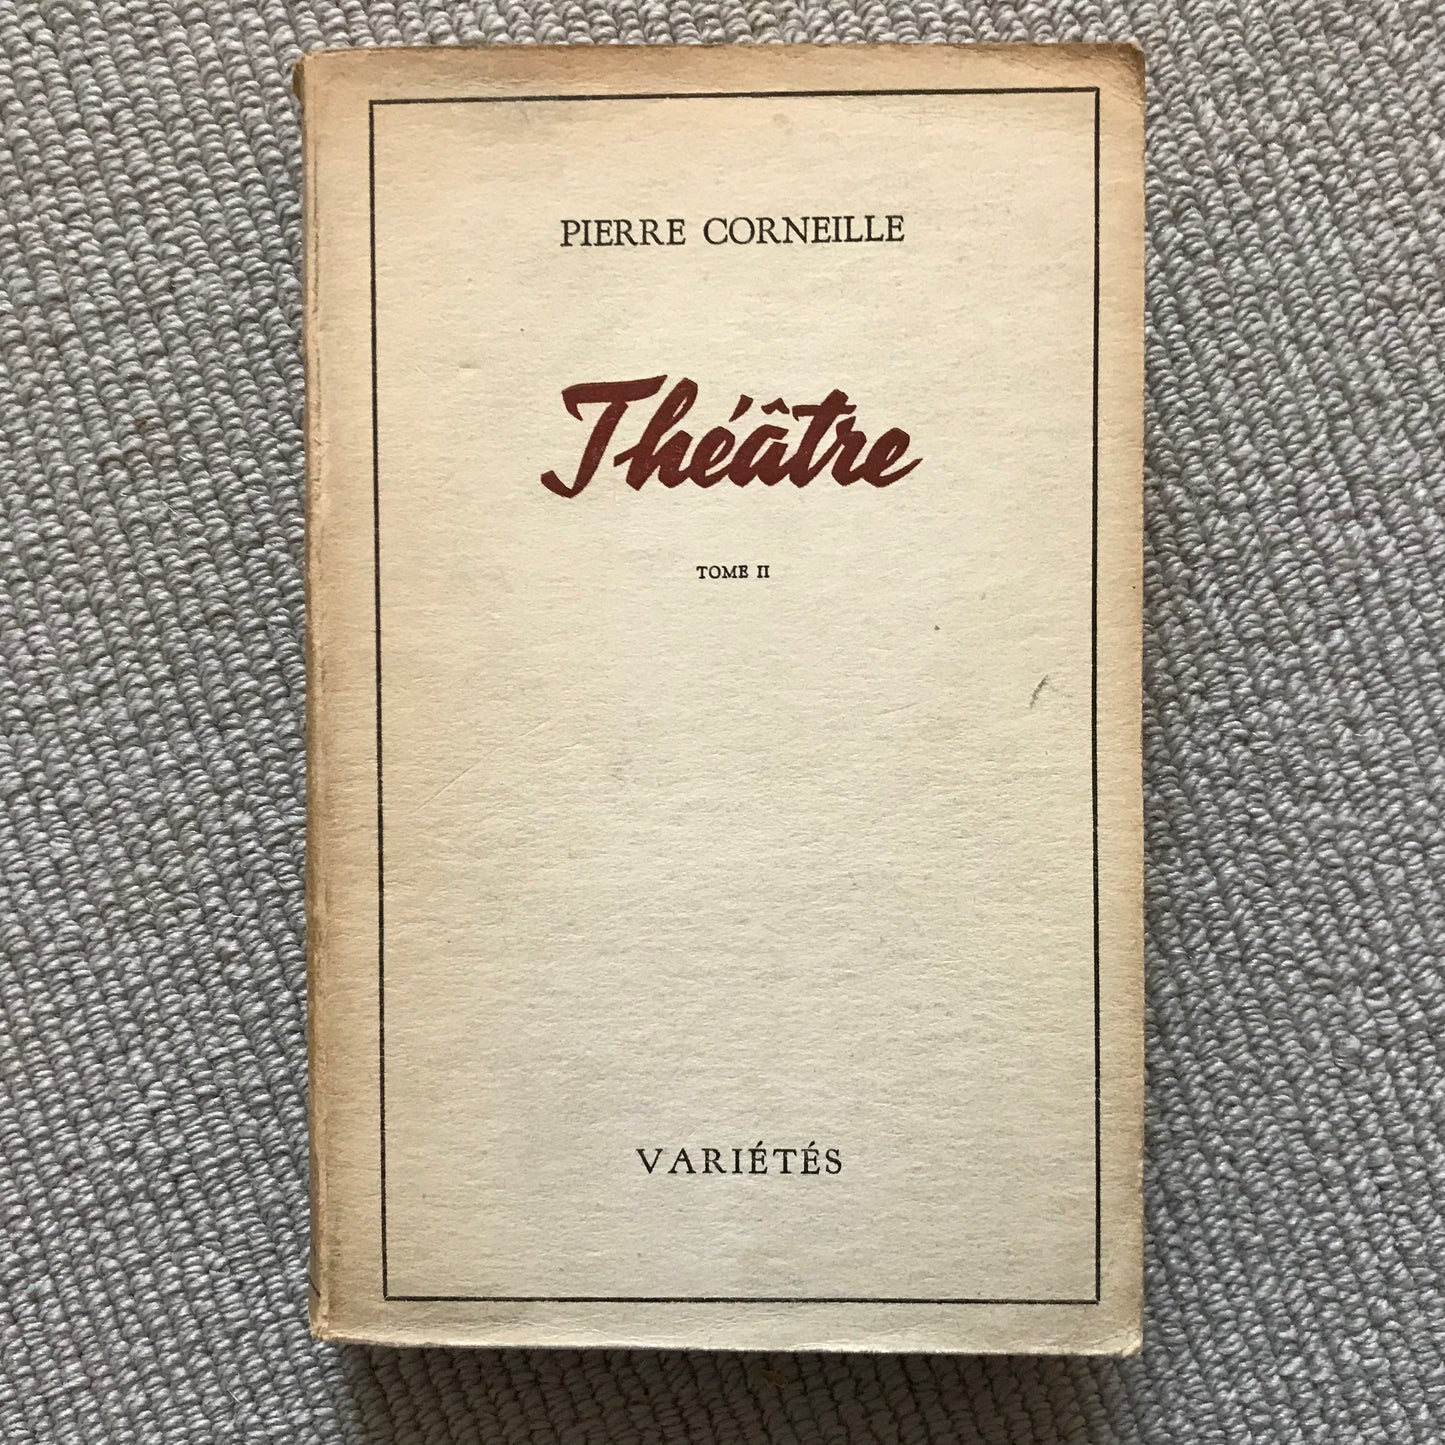 PIERRE CORNEILLE
Théâtre
TOME II
VARIÉTÉS